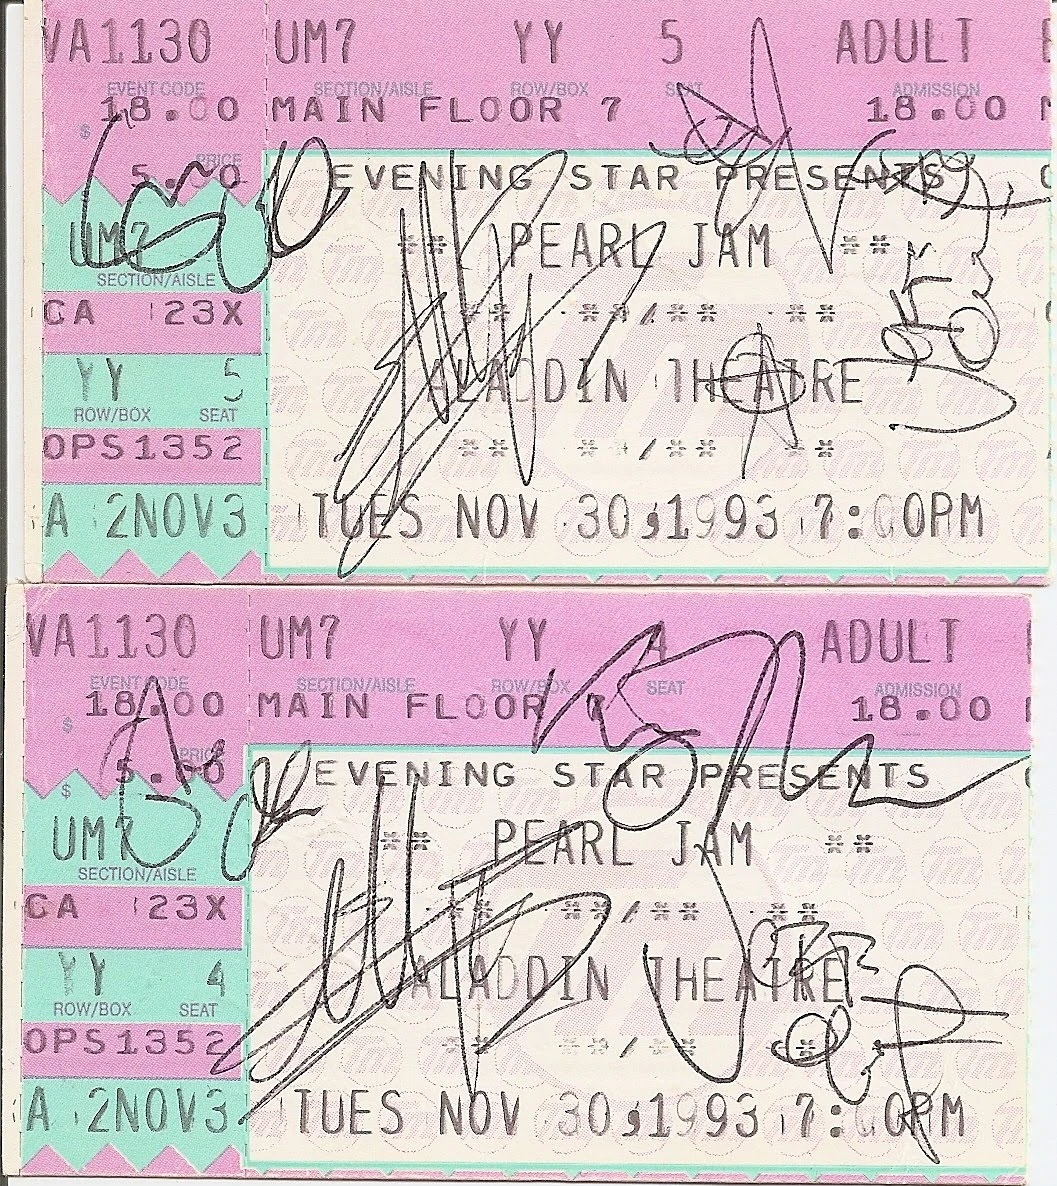 VA1130 UM7 YY 5 ADULT
EVENT CODE SECTION/AISLE ROW/BOX SEAT ADMISSION
$ 18.00 MAIN FLOOR 7 18.00
PRICE
5.00 EVENING STAR PRESENTS
UM7 ** PEARL JAM **
SECTION/AISLE
CA 23X ** **/** **
YY 5 ALADDIN THEATRE
ROW/BOX SEAT
OPS1352 ** **/** **
A 2NOV3 TUES NOV 30,1993 7:00PM
VA1130 UM7 YY 4 ADULT
EVENT CODE SECTION/AISLE ROW/BOX SEAT ADMISSION
$ 18.00 MAIN FLOOR 7 18.00
PRICE
$ 5.00 EVENING STAR PRESENTS
UM7 ** PEARL JAM **
SECTION/AISLE
CA 23X ** **/** **
YY 4 ALADDIN THEATRE
ROW/BOX SEAT
OPS1352 ** **/** **
A 2NOV3 TUES NOV 30,1993 7:00PM